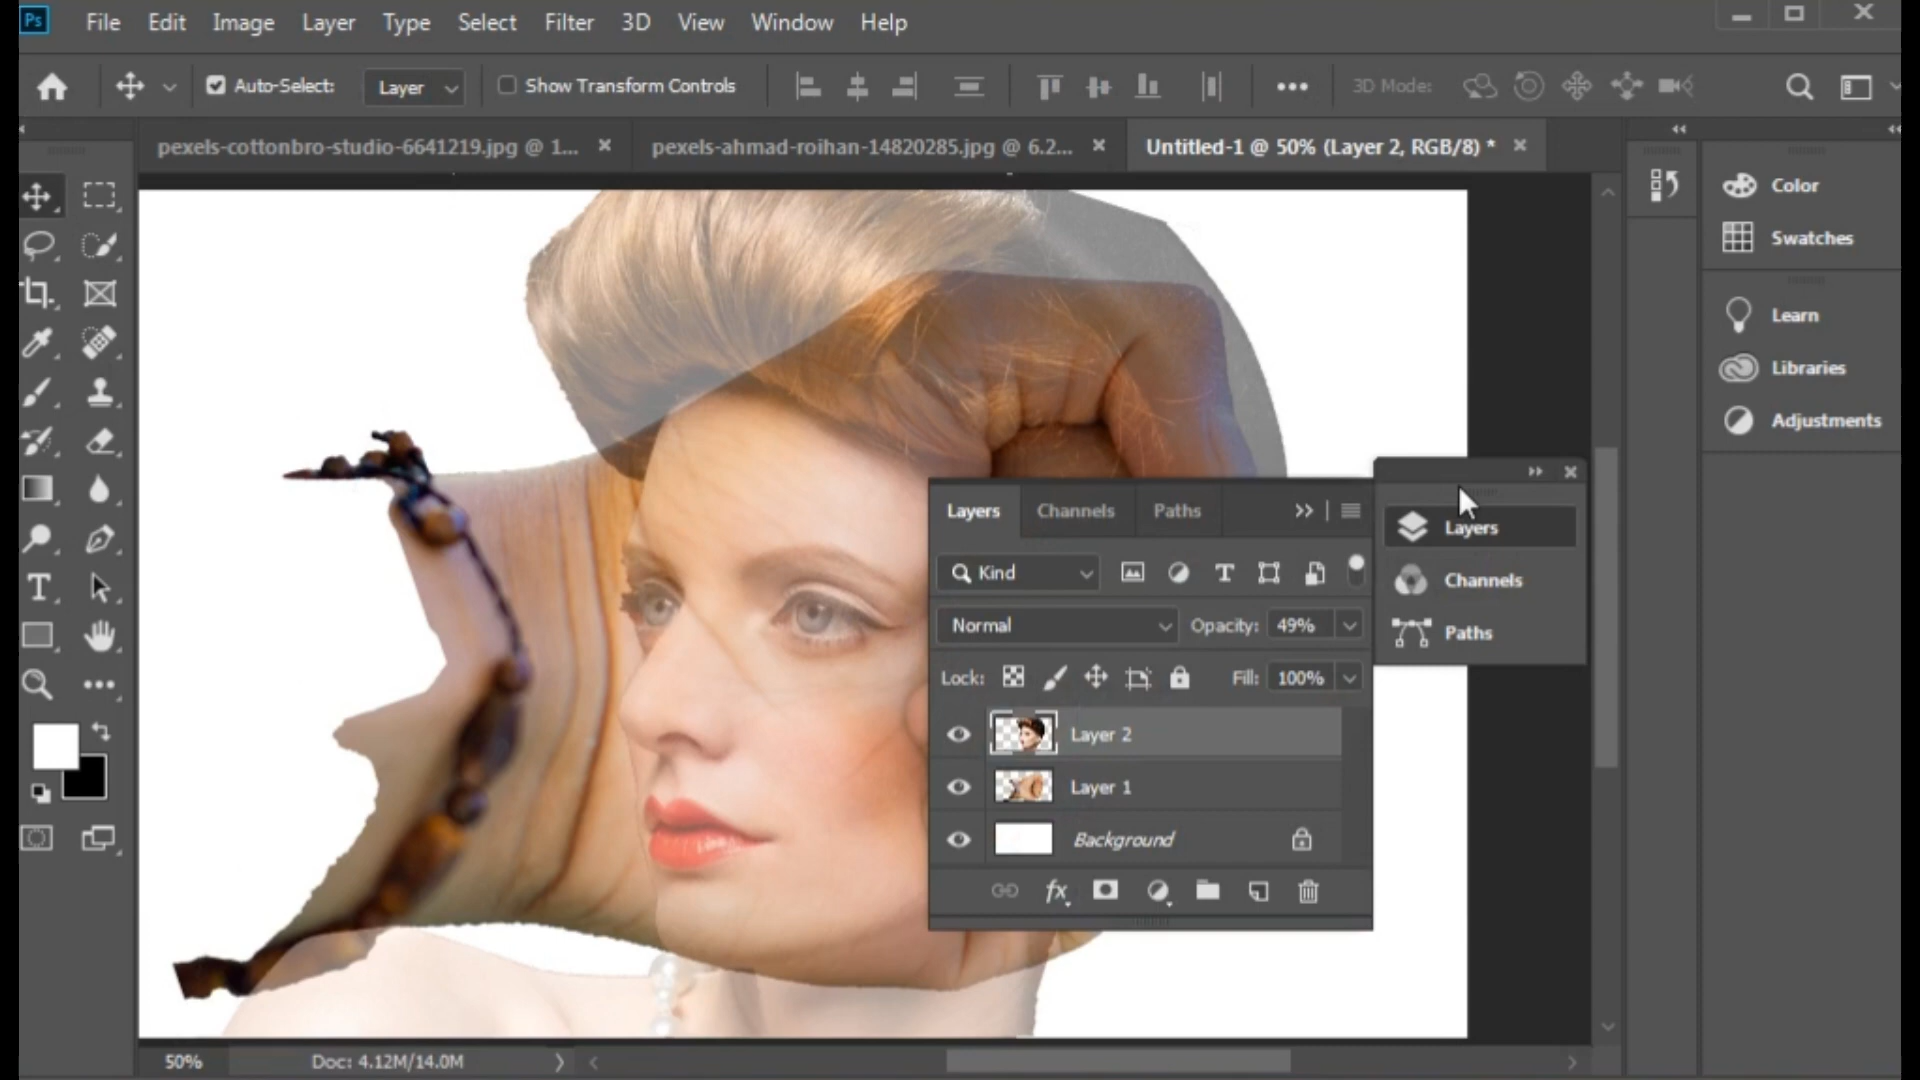 Ps File Edit Image Layer Type Select Filter 3D View Window Help
Auto-Select: Layer Show Transform Controls 3D Mode:
pexels-cottonbro-studio-6641219.jpg @ 1... pexels-ahmad-roihan-14820285.jpg @ 6.2... Untitled-1 @ 50% (Layer 2, RGB/8) *
Color
Swatches
Learn
Libraries
Adjustments
Layers Channels Paths
Kind
Normal Opacity: 49%
Lock: Fill: 100%
Layer 2
Layer 1
Background
Layers
Channels
Paths
50% Doc: 4.12M/14.0M